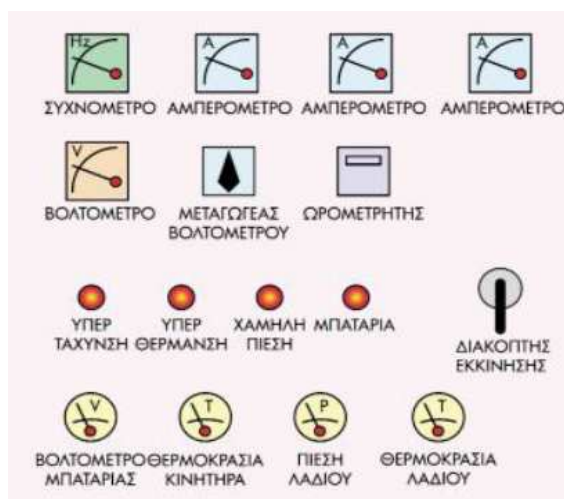 Hz A A A
ΣΥΧΝΟΜΕΤΡΟ ΑΜΠΕΡΟΜΕΤΡΟ ΑΜΠΕΡΟΜΕΤΡΟ ΑΜΠΕΡΟΜΕΤΡΟ
V
ΒΟΛΤΟΜΕΤΡΟ ΜΕΤΑΓΩΓΕΑΣ ΩΡΟΜΕΤΡΗΤΗΣ
ΒΟΛΤΟΜΕΤΡΟΥ
ΥΠΕΡ ΥΠΕΡ ΧΑΜΗΛΗ ΜΠΑΤΑΡΙΑ
ΤΑΧΥΝΣΗ ΘΕΡΜΑΝΣΗ ΠΙΕΣΗ
ΔΙΑΚΟΠΤΗΣ
ΕΚΚΙΝΗΣΗΣ
V T P T
ΒΟΛΤΟΜΕΤΡΟ ΘΕΡΜΟΚΡΑΣΙΑ ΠΙΕΣΗ ΘΕΡΜΟΚΡΑΣΙΑ
ΜΠΑΤΑΡΙΑΣ ΚΙΝΗΤΗΡΑ ΛΑΔΙΟΥ ΛΑΔΙΟΥ